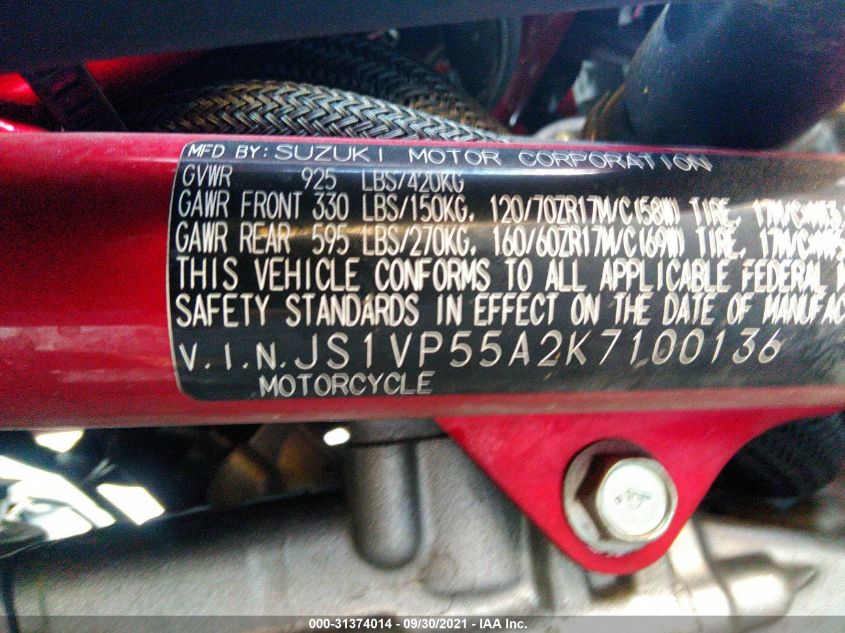 MFD BY: SUZUKI MOTOR CORPORATION
GVWR 925 LBS/420KG
GAWR FRONT 330 LBS/150KG, 120/70ZR17M/C(58W) TIRE,
GAWR REAR 595 LBS/270KG, 160/60ZR17M/C(69W) TIRE,
THIS VEHICLE CONFORMS TO ALL APPLICABLE FEDERAL
SAFETY STANDARDS IN EFFECT ON THE DATE OF MANUFAC
V.I.N.JS1VP55A2K7100136
MOTORCYCLE
000-31374014 - 09/30/2021 - IAA Inc.